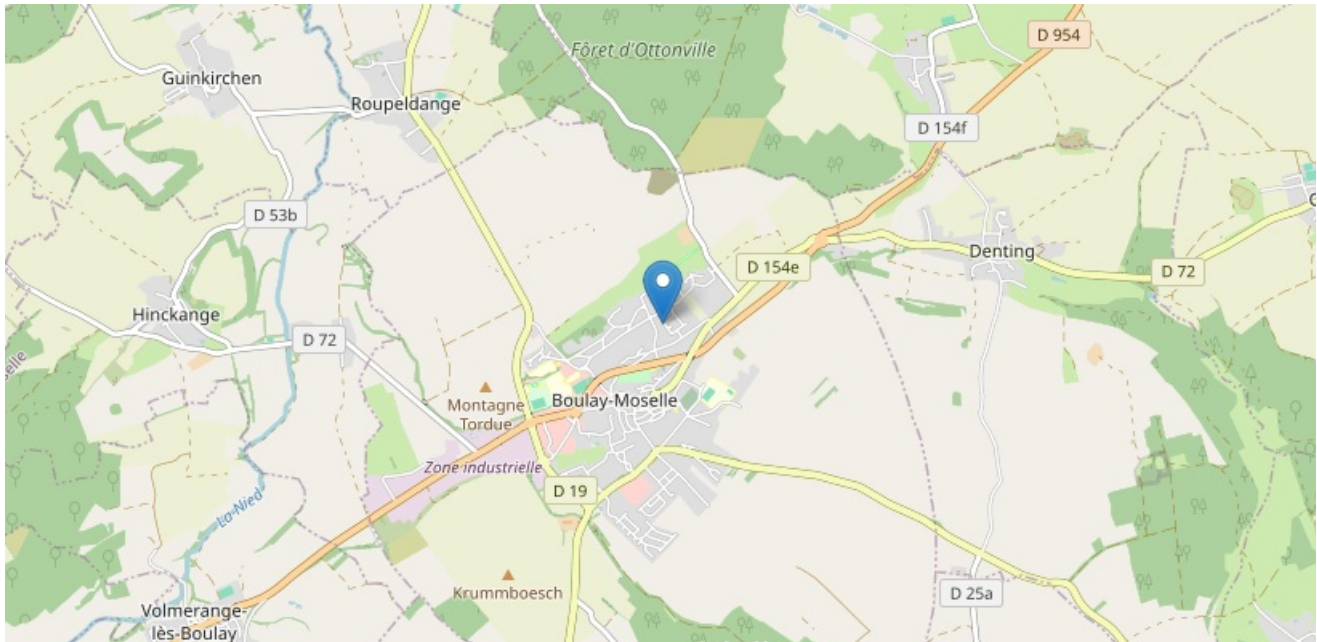 D 954
Fôret d'Ottonville
Guinkirchen
Roupeldange
D 154f
D 53b
Denting
D 154e
D 72
Hinckange
D 72
Montagne
Tordue
Boulay-Moselle
Zone industrielle
D 19
La Nied
Krummboesch
D 25a
Volmerange-
lès-Boulay